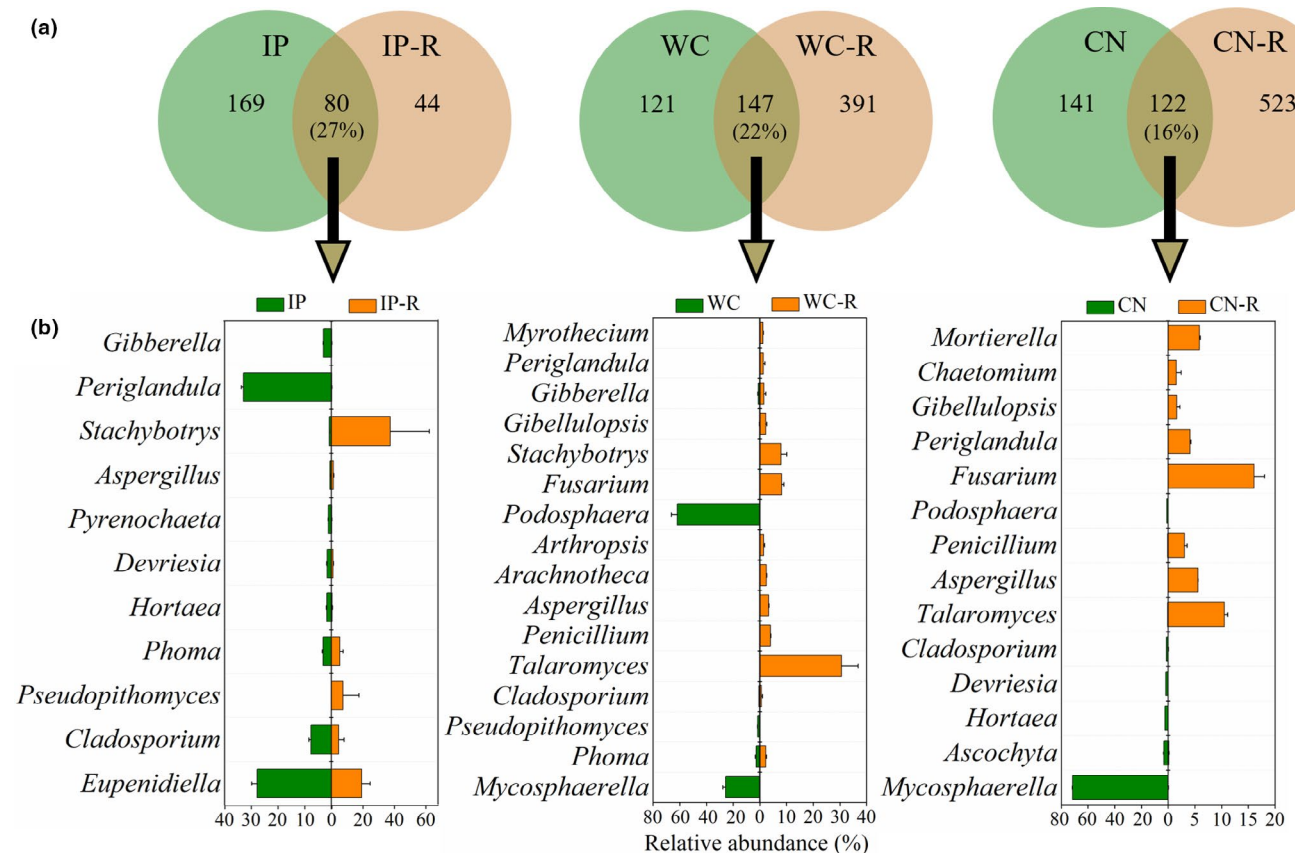 (a)
IP
IP-R
169
80
(27%)
44
WC
WC-R
121
147
(22%)
391
CN
CN-R
141
122
(16%)
523
(b)
IP
IP-R
Gibberella
Periglandula
Stachybotrys
Aspergillus
Pyrenochaeta
Devriesia
Hortaea
Phoma
Pseudopithomyces
Cladosporium
Eupenidiella
40 30 20 10 0 20 40 60
WC
WC-R
Myrothecium
Periglandula
Gibberella
Gibellulopsis
Stachybotrys
Fusarium
Podosphaera
Arthropsis
Arachnotheca
Aspergillus
Penicillium
Talaromyces
Cladosporium
Pseudopithomyces
Phoma
Mycosphaerella
80 60 40 20 0 10 20 30 40
Relative abundance (%)
CN
CN-R
Mortierella
Chaetomium
Gibellulopsis
Periglandula
Fusarium
Podosphaera
Penicillium
Aspergillus
Talaromyces
Cladosporium
Devriesia
Hortaea
Ascochyta
Mycosphaerella
80 60 40 20 0 5 10 15 20